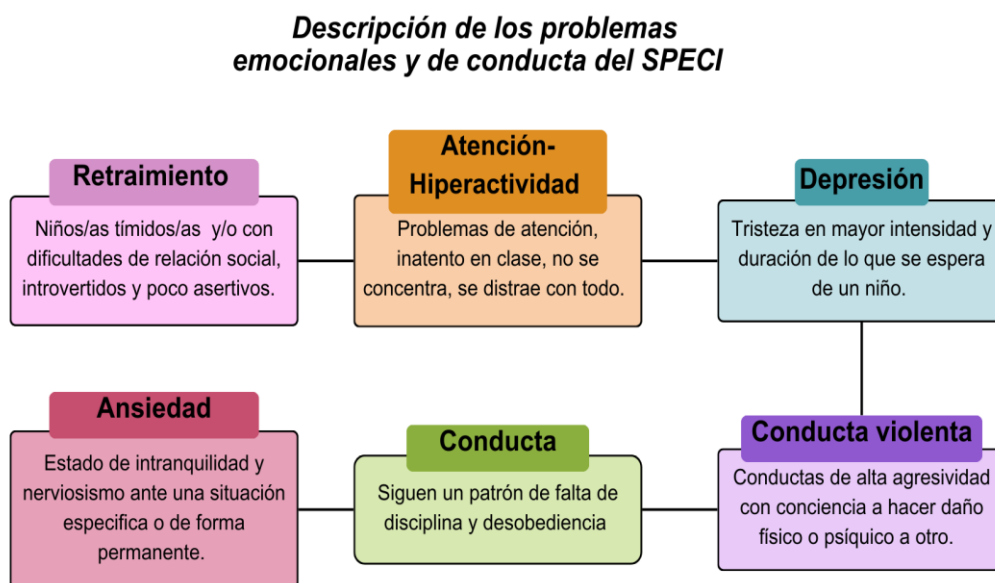 Descripción de los problemas
emocionales y de conducta del SPECI
Retraimiento
Niños/as tímidos/as y/o con
dificultades de relación social,
introvertidos y poco asertivos.
Atención-
Hiperactividad
Problemas de atención,
inatento en clase, no se
concentra, se distrae con todo.
Depresión
Tristeza en mayor intensidad y
duración de lo que se espera
de un niño.
Ansiedad
Estado de intranquilidad y
nerviosismo ante una situación
especifica o de forma
permanente.
Conducta
Siguen un patrón de falta de
disciplina y desobediencia
Conducta violenta
Conductas de alta agresividad
con conciencia a hacer daño
físico o psíquico a otro.